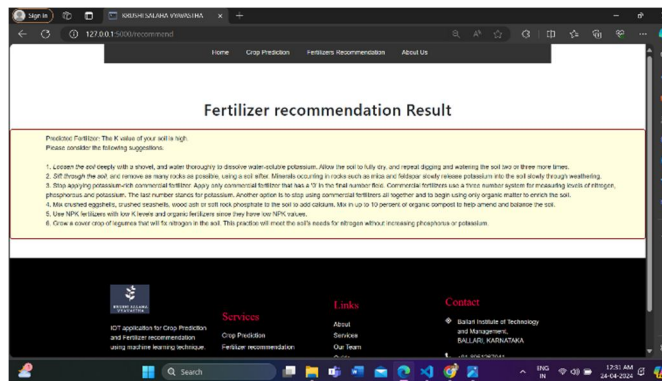 Sign in
KRUSHI SALAHA VYAVASTHA
127.0.0.1:5000/recommend
Home Crop Prediction Fertilizers Recommendation About Us
Fertilizer recommendation Result
Predicted Fertilizer: The K value of your soil is high.
Please consider the following suggestions:
1. Loosen the soil deeply with a shovel, and water thoroughly to dissolve water-soluble potassium. Allow the soil to fully dry, and repeat digging and watering the soil two or three more times.
2. Sift through the soil, and remove as many rocks as possible, using a soil sifter. Minerals occurring in rocks such as mica and feldspar slowly release potassium into the soil slowly through weathering.
3. Stop applying potassium-rich commercial fertilizer. Apply only commercial fertilizer that has a '0' in the final number field. Commercial fertilizers use a three number system for measuring levels of nitrogen,
phosphorous and potassium. The last number stands for potassium. Another option is to stop using commercial fertilizers all together and to begin using only organic matter to enrich the soil.
4. Mix crushed eggshells, crushed seashells, wood ash or soft rock phosphate to the soil to add calcium. Mix in up to 10 percent of organic compost to help amend and balance the soil.
5. Use NPK fertilizers with low K levels and organic fertilizers since they have low NPK values.
6. Grow a cover crop of legumes that will fix nitrogen in the soil. This practice will meet the soil's needs for nitrogen without increasing phosphorus or potassium.
KRUSHI SALAHA
VYAVASTHA
IOT application for Crop Prediction
and Fertilizer recommendation
using machine learning technique.
Services
Crop Prediction
Fertilizer recommendation
Links
About
Services
Our Team
Contact
Ballari Institute of Technology
and Management,
BALLARI, KARNATAKA
Search
ENG
IN
12:31 AM
24-04-2024